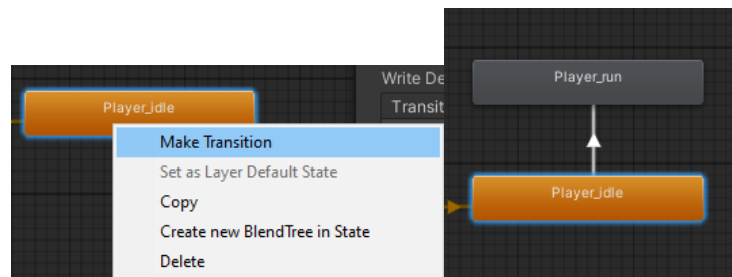 Player_idle
Make Transition
Set as Layer Default State
Copy
Create new BlendTree in State
Delete
Write De
Transit
Player_run
Player_idle